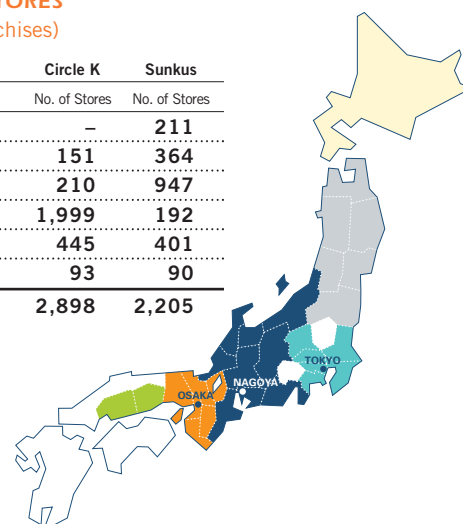 STORES
chises)
Circle K Sunkus
No. of Stores No. of Stores
– 211
151 364
210 947
1,999 192
445 401
93 90
2,898 2,205
TOKYO
NAGOYA
OSAKA